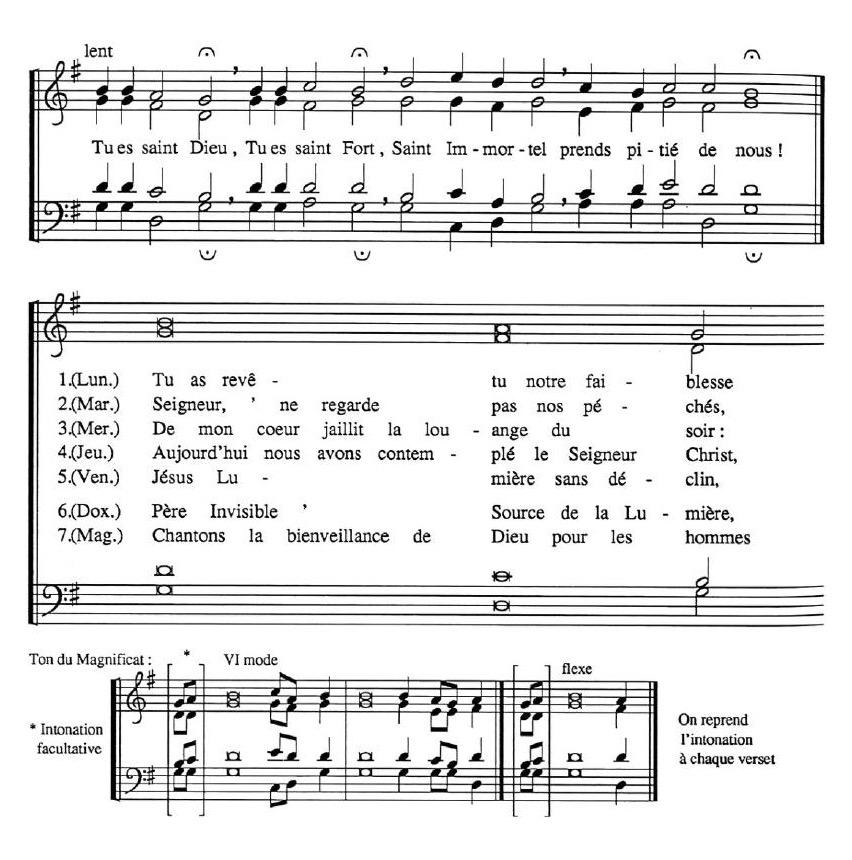 lent
Tu es saint Dieu, Tu es saint Fort, Saint Im-mor-tel prends pi-tié de nous !
1.(Lun.) Tu as revê - tu notre fai - blesse
2.(Mar.) Seigneur, ’ ne regarde pas nos pé - chés,
3.(Mer.) De mon coeur jaillit la lou - ange du soir :
4.(Jeu.) Aujourd'hui nous avons contem - plé le Seigneur Christ,
5.(Ven.) Jésus Lu - mière sans dé - clin,
6.(Dox.) Père Invisible ’ Source de la Lu - mière,
7.(Mag.) Chantons la bienveillance de Dieu pour les hommes
Ton du Magnificat : * VI mode
flexe
* Intonation
facultative
On reprend
l'intonation
à chaque verset